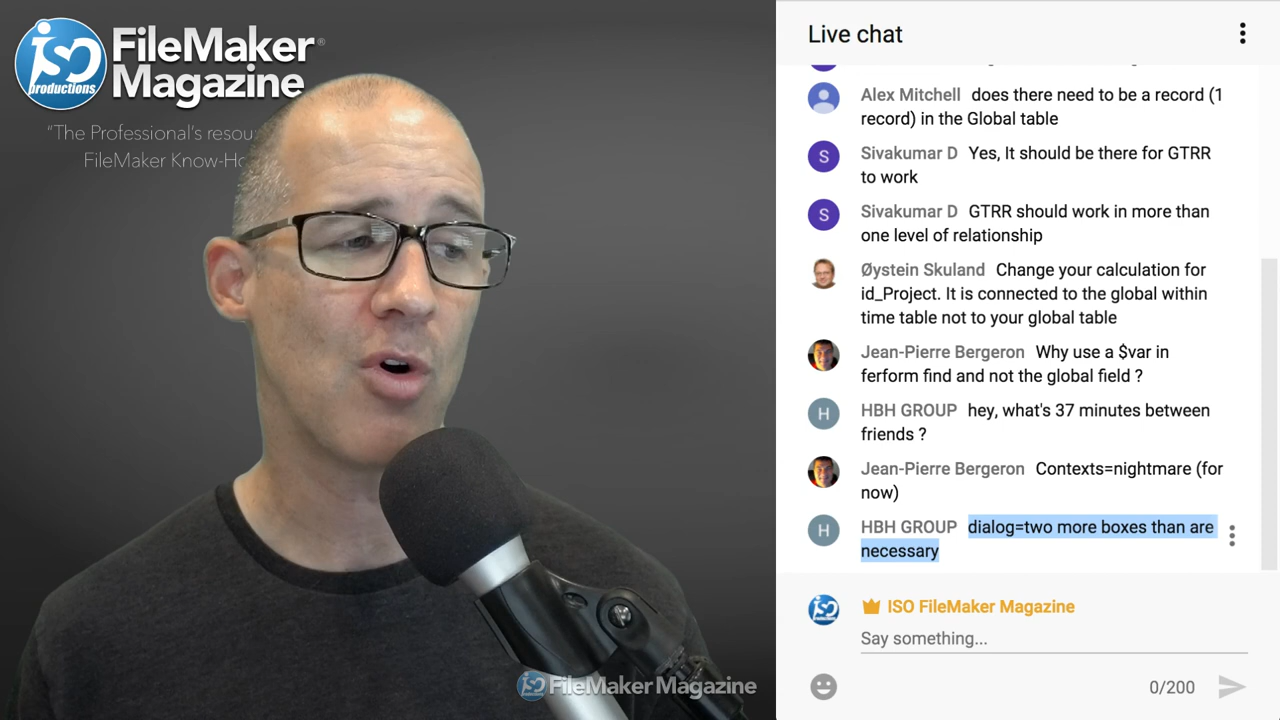 iso
productions
FileMaker®
Magazine
"The Professional's resou
FileMaker Know-Ho
FileMaker Magazine
Live chat
Alex Mitchell does there need to be a record (1
record) in the Global table
Sivakumar D Yes, It should be there for GTRR
to work
Sivakumar D GTRR should work in more than
one level of relationship
Øystein Skuland Change your calculation for
id_Project. It is connected to the global within
time table not to your global table
Jean-Pierre Bergeron Why use a $var in
ferform find and not the global field ?
HBH GROUP hey, what's 37 minutes between
friends ?
Jean-Pierre Bergeron Contexts=nightmare (for
now)
HBH GROUP dialog=two more boxes than are
necessary
ISO FileMaker Magazine
Say something...
0/200